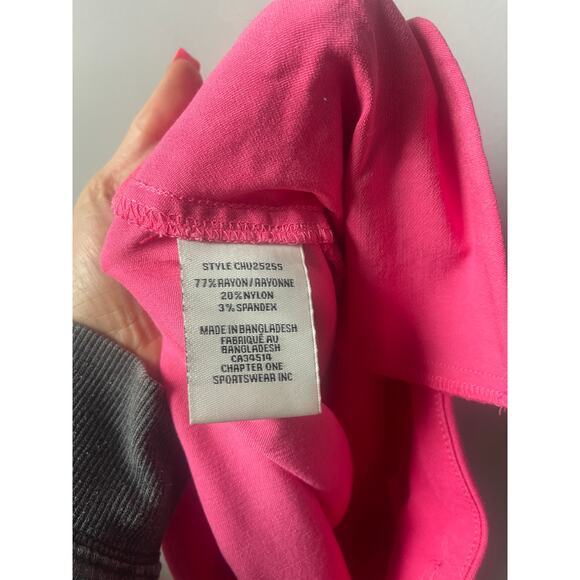 STYLE CHU25255
77% RAYON/RAYONNE
20% NYLON
3% SPANDEX
MADE IN BANGLADESH
FABRIQUÉ AU
BANGLADESH
CA34514
CHAPTER ONE
SPORTSWEAR INC